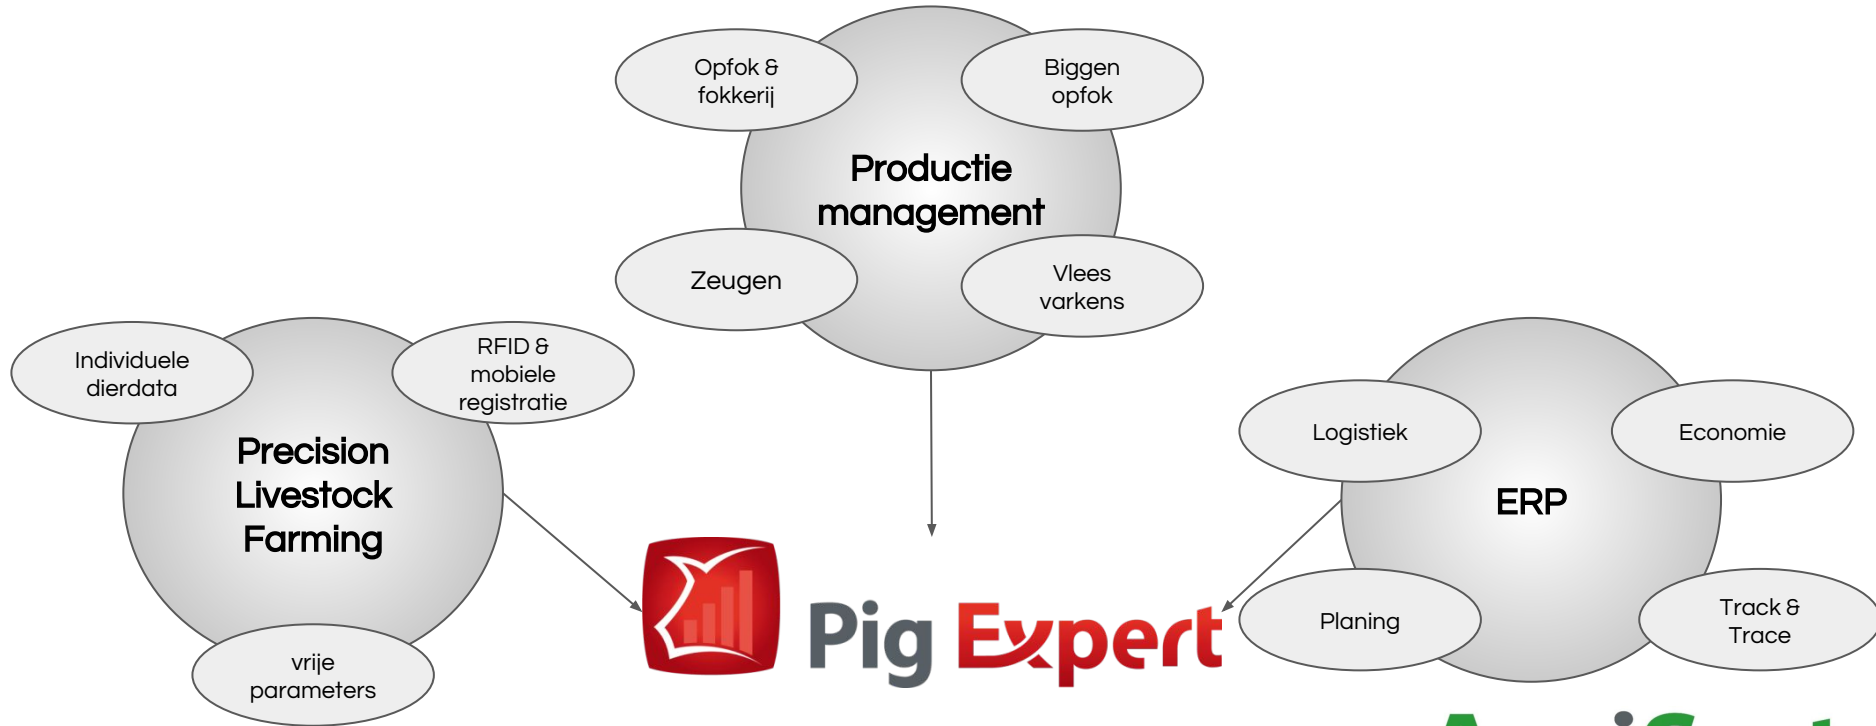 Opfok &
fokkerij
Biggen
opfok
Productie
management
Zeugen
Vlees
varkens
Individuele
dierdata
RFID &
mobiele
registratie
Precision
Livestock
Farming
vrije
parameters
Logistiek
Economie
ERP
Planing
Track &
Trace
Pig Expert